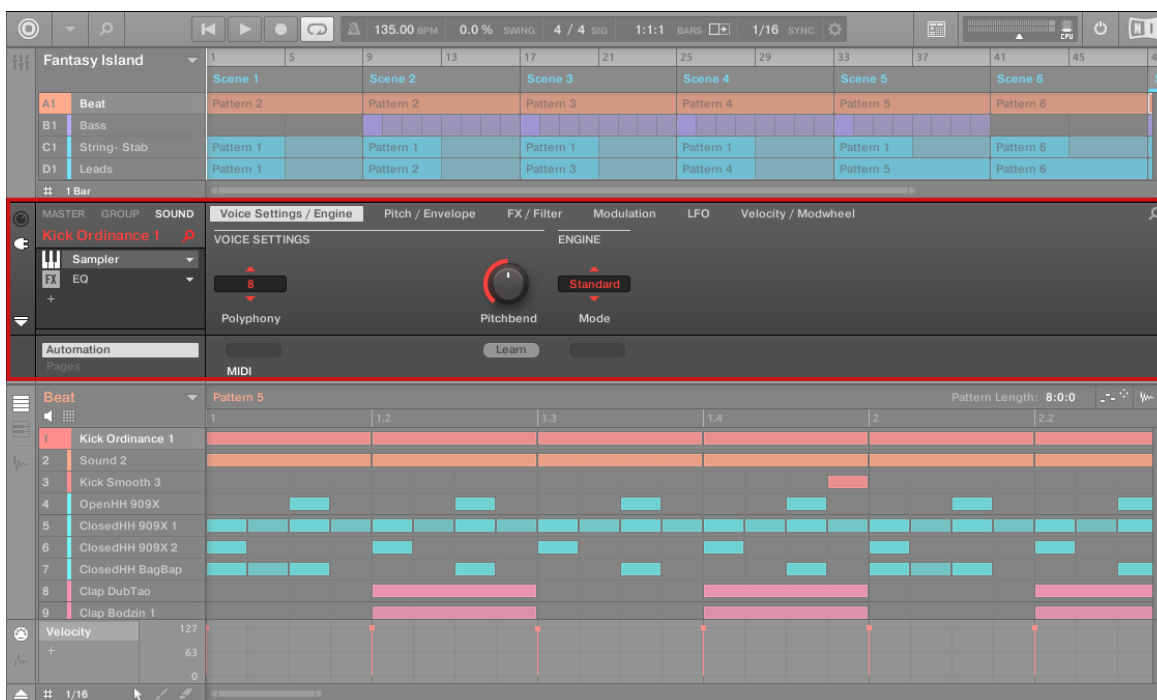 135.00 BPM 0.0 % SWING 4 / 4 SIG 1:1:1 BARS 1/16 SYNC CPU NI
Fantasy Island 1 5 9 13 17 21 25 29 33 37 41 45
Scene 1 Scene 2 Scene 3 Scene 4 Scene 5 Scene 6
A1 Beat Pattern 2 Pattern 2 Pattern 3 Pattern 4 Pattern 5 Pattern 6
B1 Bass
C1 String- Stab Pattern 1 Pattern 1 Pattern 1 Pattern 1 Pattern 1 Pattern 6
D1 Leads Pattern 1 Pattern 2 Pattern 3 Pattern 4 Pattern 5 Pattern 6
# 1 Bar
MASTER GROUP SOUND Voice Settings / Engine Pitch / Envelope FX / Filter Modulation LFO Velocity / Modwheel
Kick Ordinance 1 VOICE SETTINGS ENGINE
Sampler
FX EQ 8 Standard
+
Polyphony Pitchbend Mode
Automation Learn
Pages MIDI
Beat Pattern 5 Pattern Length: 8:0:0
1 1.2 1.3 1.4 2 2.2
1 Kick Ordinance 1
2 Sound 2
3 Kick Smooth 3
4 OpenHH 909X
5 ClosedHH 909X 1
6 ClosedHH 909X 2
7 ClosedHH BagBap
8 Clap DubTao
9 Clap Bodzin 1
Velocity 127
+ 63
0
# 1/16